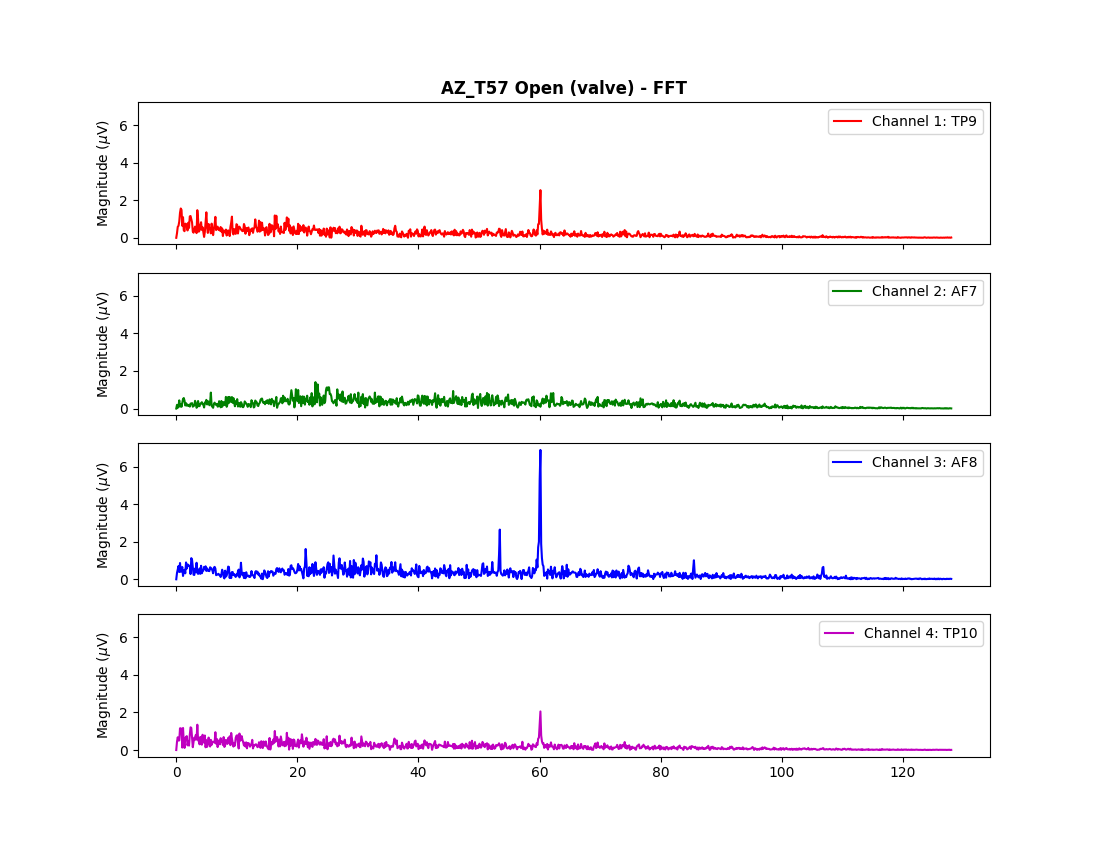 AZ_T57 Open (valve) - FFT
Magnitude (μV)
6
4
2
0
Channel 1: TP9
Magnitude (μV)
6
4
2
0
Channel 2: AF7
Magnitude (μV)
6
4
2
0
Channel 3: AF8
Magnitude (μV)
6
4
2
0
Channel 4: TP10
0 20 40 60 80 100 120